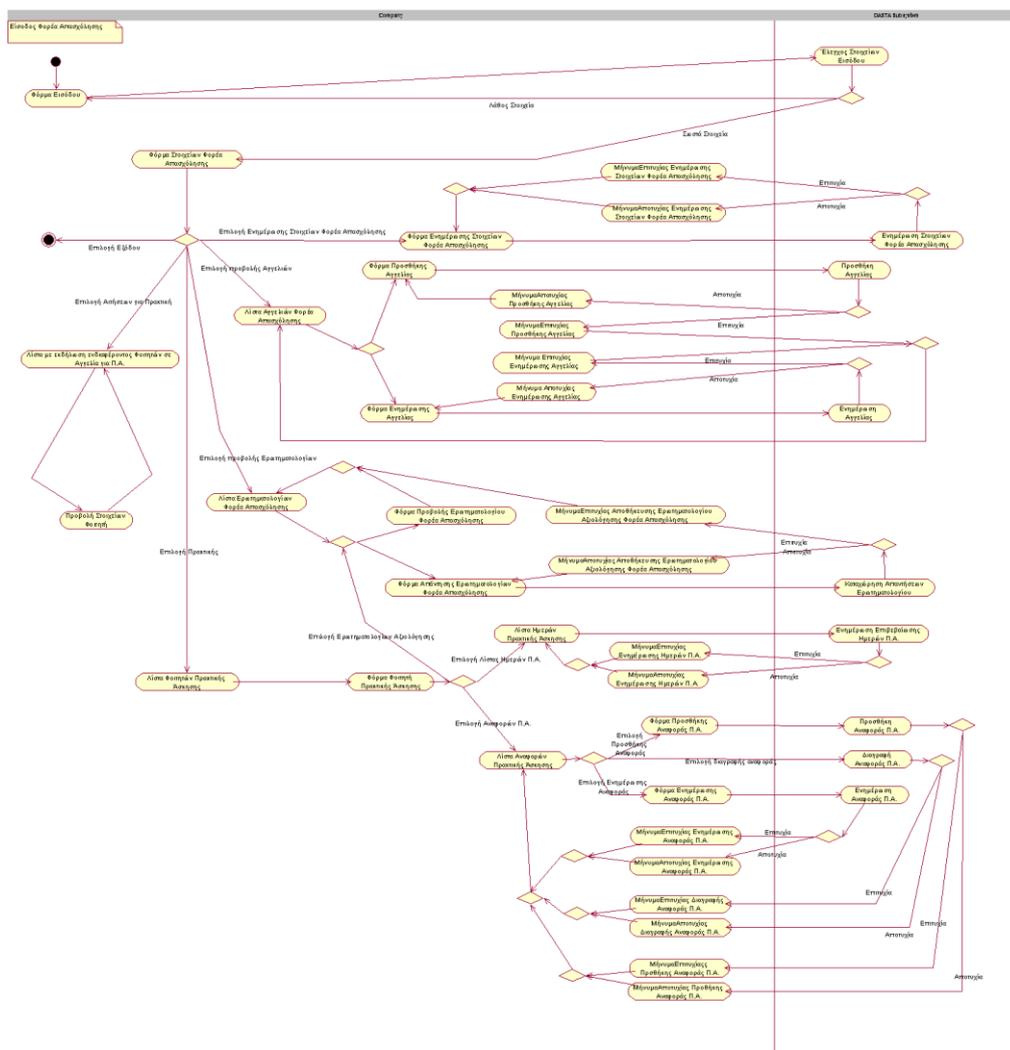 Company
DASTA Subsystem
Είσοδος Φορέα Απασχόλησης
Έλεγχος Στοιχείων
Εισόδου
Φόρμα Εισόδου
Λάθος Στοιχεία
Σωστά Στοιχεία
Φόρμα Στοιχείων Φορέα
Απασχόλησης
ΜήνυμαΕπιτυχίας Ενημέρωσης
Στοιχείων Φορέα Απασχόλησης
Επιτυχία
ΜήνυμαΑποτυχίας Ενημέρωσης
Στοιχείων Φορέα Απασχόλησης
Αποτυχία
Επιλογή Ενημέρωσης Στοιχείων Φορέα Απασχόλησης
Φόρμα Ενημέρωσης Στοιχείων
Φορέα Απασχόλησης
Ενημέρωση Στοιχείων
Φορέα Απασχόλησης
Επιλογή Εξόδου
Επιλογή προβολής Αγγελιών
Φόρμα Προσθήκης
Αγγελίας
Προσθήκη
Αγγελίας
Επιλογή Αιτήσεων για Πρακτική
Λίστα Αγγελιών Φορέα
Απασχόλησης
ΜήνυμαΑποτυχίας
Προσθήκης Αγγελίας
Αποτυχία
ΜήνυμαΕπιτυχίας
Προσθήκης Αγγελίας
Επιτυχία
Λίστα με εκδήλωση ενδιαφέροντος Φοιτητών σε
Αγγελία για Π.Α.
Μήνυμα Επιτυχίας
Ενημέρωσης Αγγελίας
Επιτυχία
Μήνυμα Αποτυχίας
Ενημέρωσης Αγγελίας
Αποτυχία
Φόρμα Ενημέρωσης
Αγγελίας
Ενημέρωση
Αγγελίας
Επιλογή προβολής Ερωτηματολογίων
Λίστα Ερωτηματολογίων
Φορέα Απασχόλησης
Φόρμα Προβολής Ερωτηματολογίου
Φορέα Απασχόλησης
ΜήνυμαΕπιτυχίας Αποθήκευσης Ερωτηματολογίου
Αξιολόγησης Φορέα Απασχόλησης
Προβολή Στοιχείων
Φοιτητή
Επιλογή Πρακτικής
Επιτυχία
Αποτυχία
ΜήνυμαΑποτυχίας Αποθήκευσης Ερωτηματολογίου
Αξιολόγησης Φορέα Απασχόλησης
Φόρμα Απάντησης Ερωτηματολογίων
Φορέα Απασχόλησης
Καταχώρηση Απαντήσεων
Ερωτηματολογίου
Επιλογή Ερωτηματολογίων Αξιολόγησης
Λίστα Ημερών
Πρακτικής Άσκησης
Ενημέρωση Επιβεβαίωσης
Ημερών Π.Α.
Επιλογή Λίστας Ημερών Π.Α.
ΜήνυμαΕπιτυχίας
Ενημέρωσης Ημερών Π.Α.
Επιτυχία
ΜήνυμαΑποτυχίας
Ενημέρωσης Ημερών Π.Α.
Αποτυχία
Λίστα Φοιτητών Πρακτικής
Άσκησης
Φόρμα Φοιτητή
Πρακτικής Άσκησης
Επιλογή Αναφορών Π.Α.
Φόρμα Προσθήκης
Αναφοράς Π.Α.
Προσθήκη
Αναφοράς Π.Α.
Επιλογή
Προσθήκης
Αναφοράς
Λίστα Αναφορών
Πρακτικής Άσκησης
Επιλογή διαγραφής αναφοράς
Διαγραφή
Αναφοράς Π.Α.
Επιλογή Ενημέρωσης
Αναφοράς
Φόρμα Ενημέρωσης
Αναφοράς Π.Α.
Ενημέρωση
Αναφοράς Π.Α.
ΜήνυμαΕπιτυχίας Ενημέρωσης
Αναφοράς Π.Α.
Επιτυχία
ΜήνυμαΑποτυχίας Ενημέρωσης
Αναφοράς Π.Α.
Αποτυχία
ΜήνυμαΕπιτυχίας Διαγραφής
Αναφοράς Π.Α.
Επιτυχία
ΜήνυμαΑποτυχίας
Διαγραφής Αναφοράς Π.Α.
Επιτυχία
Αποτυχία
ΜήνυμαΕπιτυχίαςς
Πρσθήκης Αναφοράς Π.Α.
Αποτυχία
ΜήνυμαΑποτυχίας Προθήκης
Αναφοράς Π.Α.